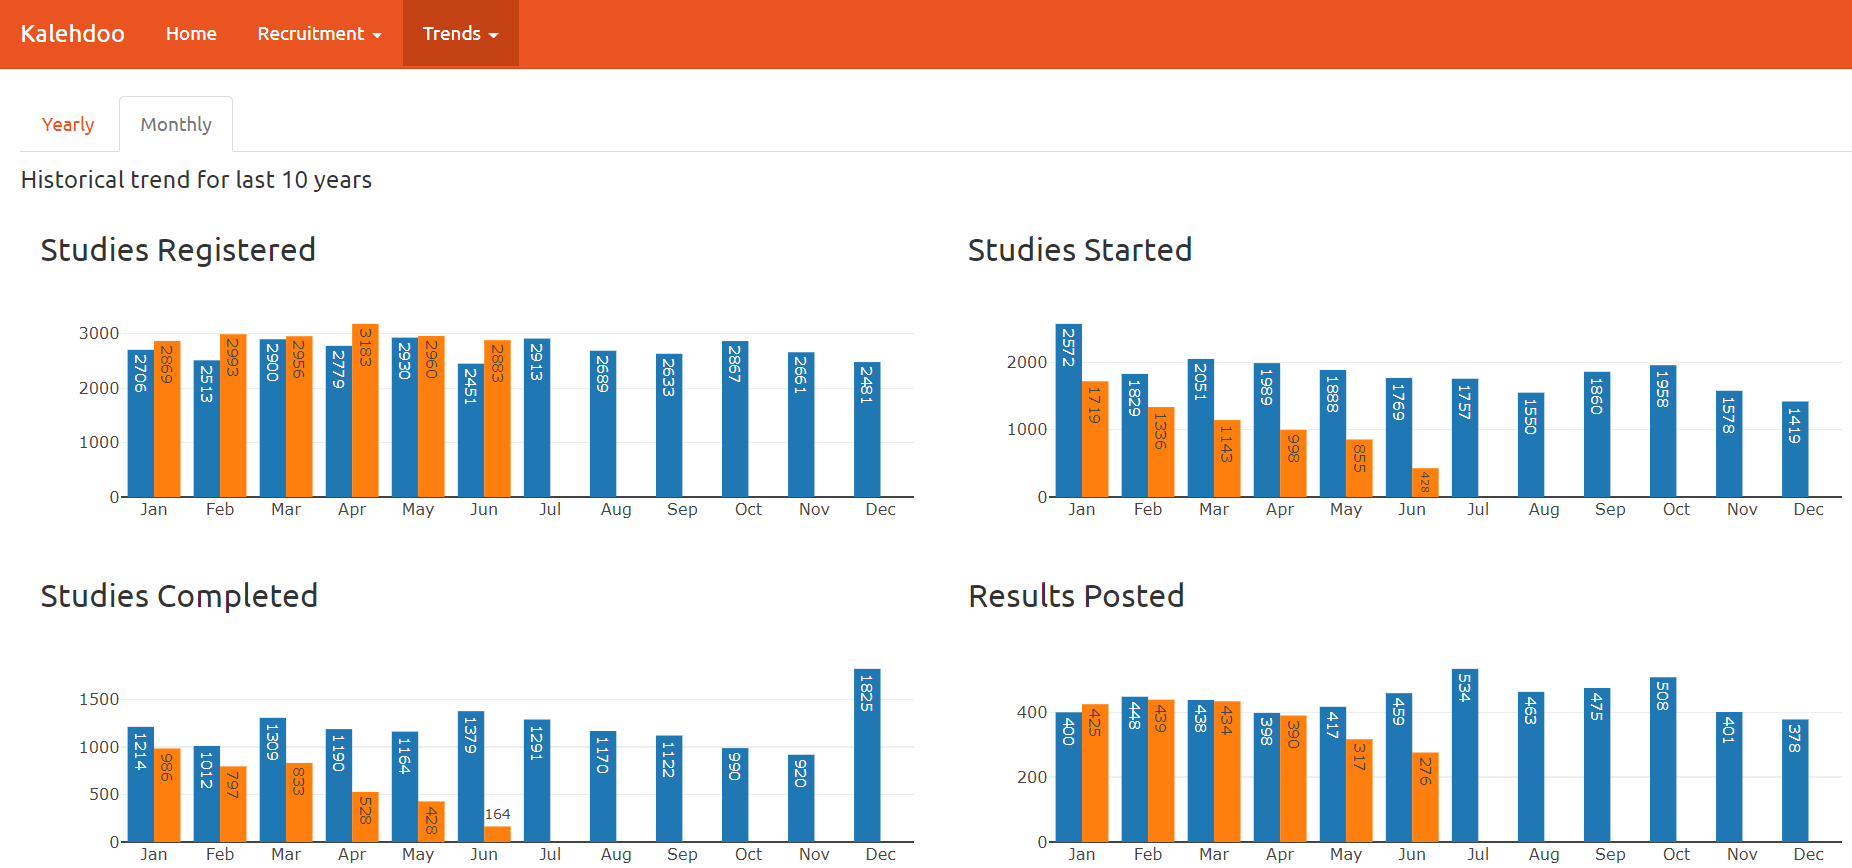 Kalehdoo Home Recruitment Trends
Yearly Monthly
Historical trend for last 10 years
Studies Registered
3000
2000
1000
0
2706 2869 2513 2993 2900 2956 2779 3183 2930 2960 2451 2883 2913 2689 2633 2867 2661 2481
Jan Feb Mar Apr May Jun Jul Aug Sep Oct Nov Dec
Studies Started
2000
1000
0
2572 1719 1829 1336 2051 1143 1989 998 1888 855 1769 428 1757 1550 1860 1958 1578 1419
Jan Feb Mar Apr May Jun Jul Aug Sep Oct Nov Dec
Studies Completed
1500
1000
500
0
1214 986 1012 797 1309 833 1190 528 1164 428 1379 164 1291 1170 1122 990 920 1825
Jan Feb Mar Apr May Jun Jul Aug Sep Oct Nov Dec
Results Posted
400
200
0
400 425 448 439 438 434 398 390 417 317 459 276 534 463 475 508 401 378
Jan Feb Mar Apr May Jun Jul Aug Sep Oct Nov Dec